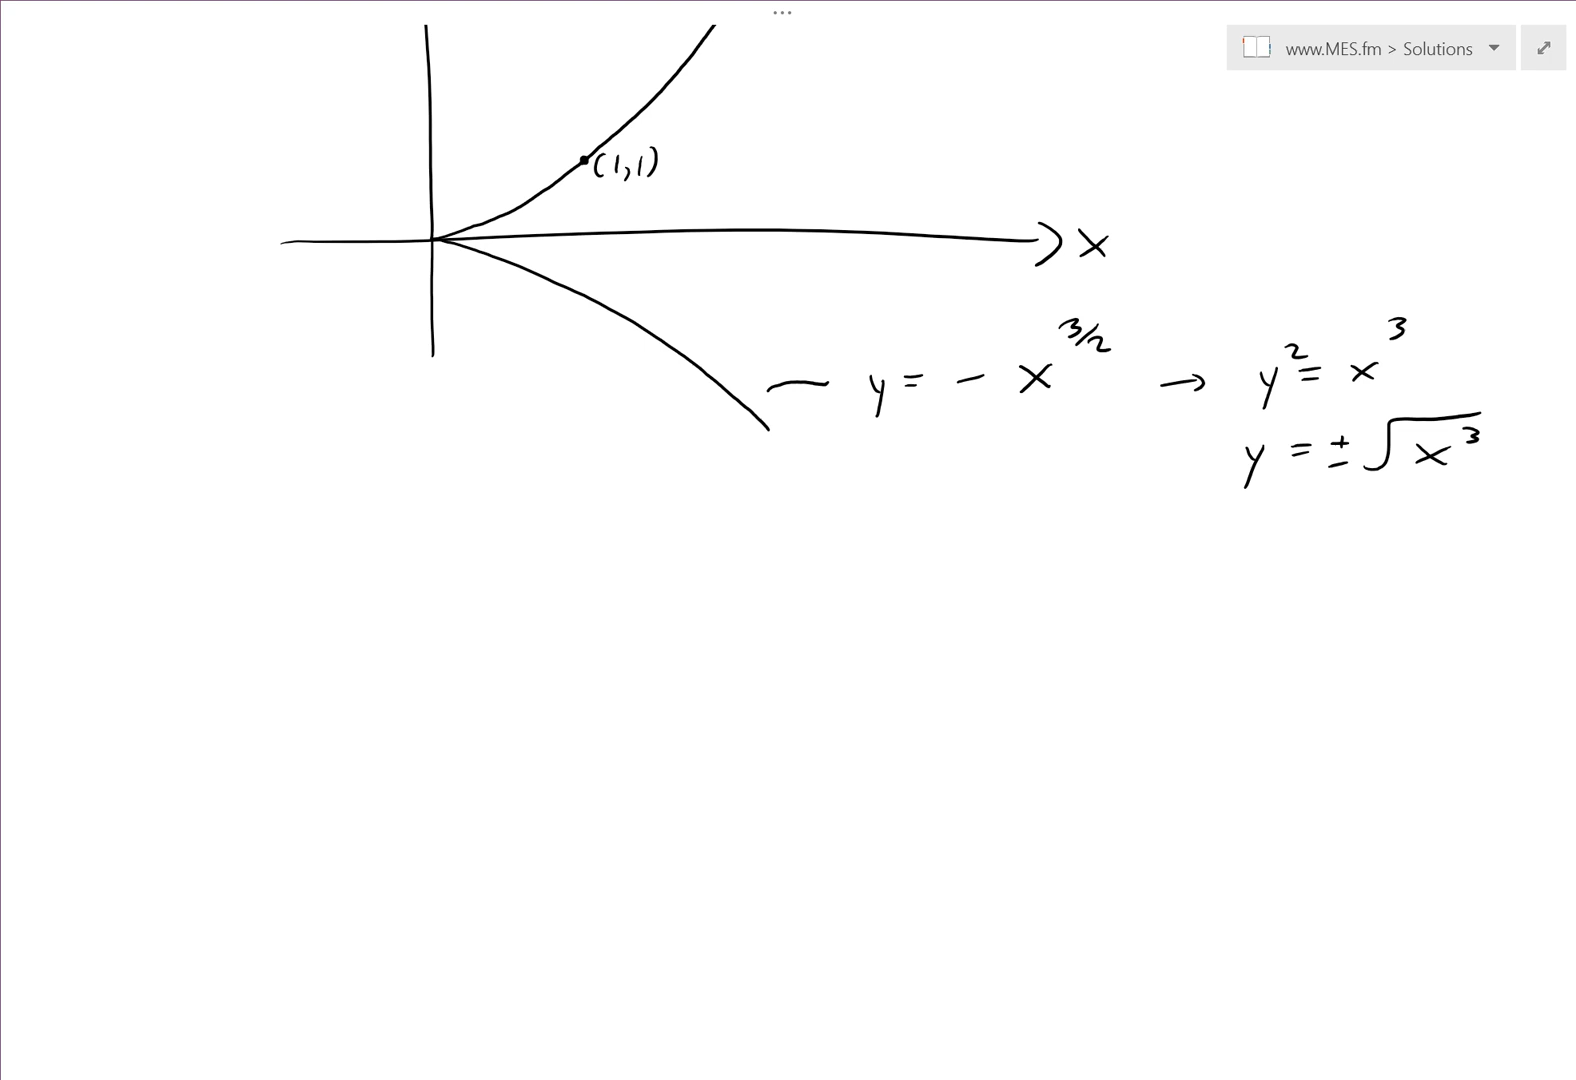 www.MES.fm > Solutions
(1,1)
x
y = - x^{3/2} → y^2 = x^3
y = ± √x^3